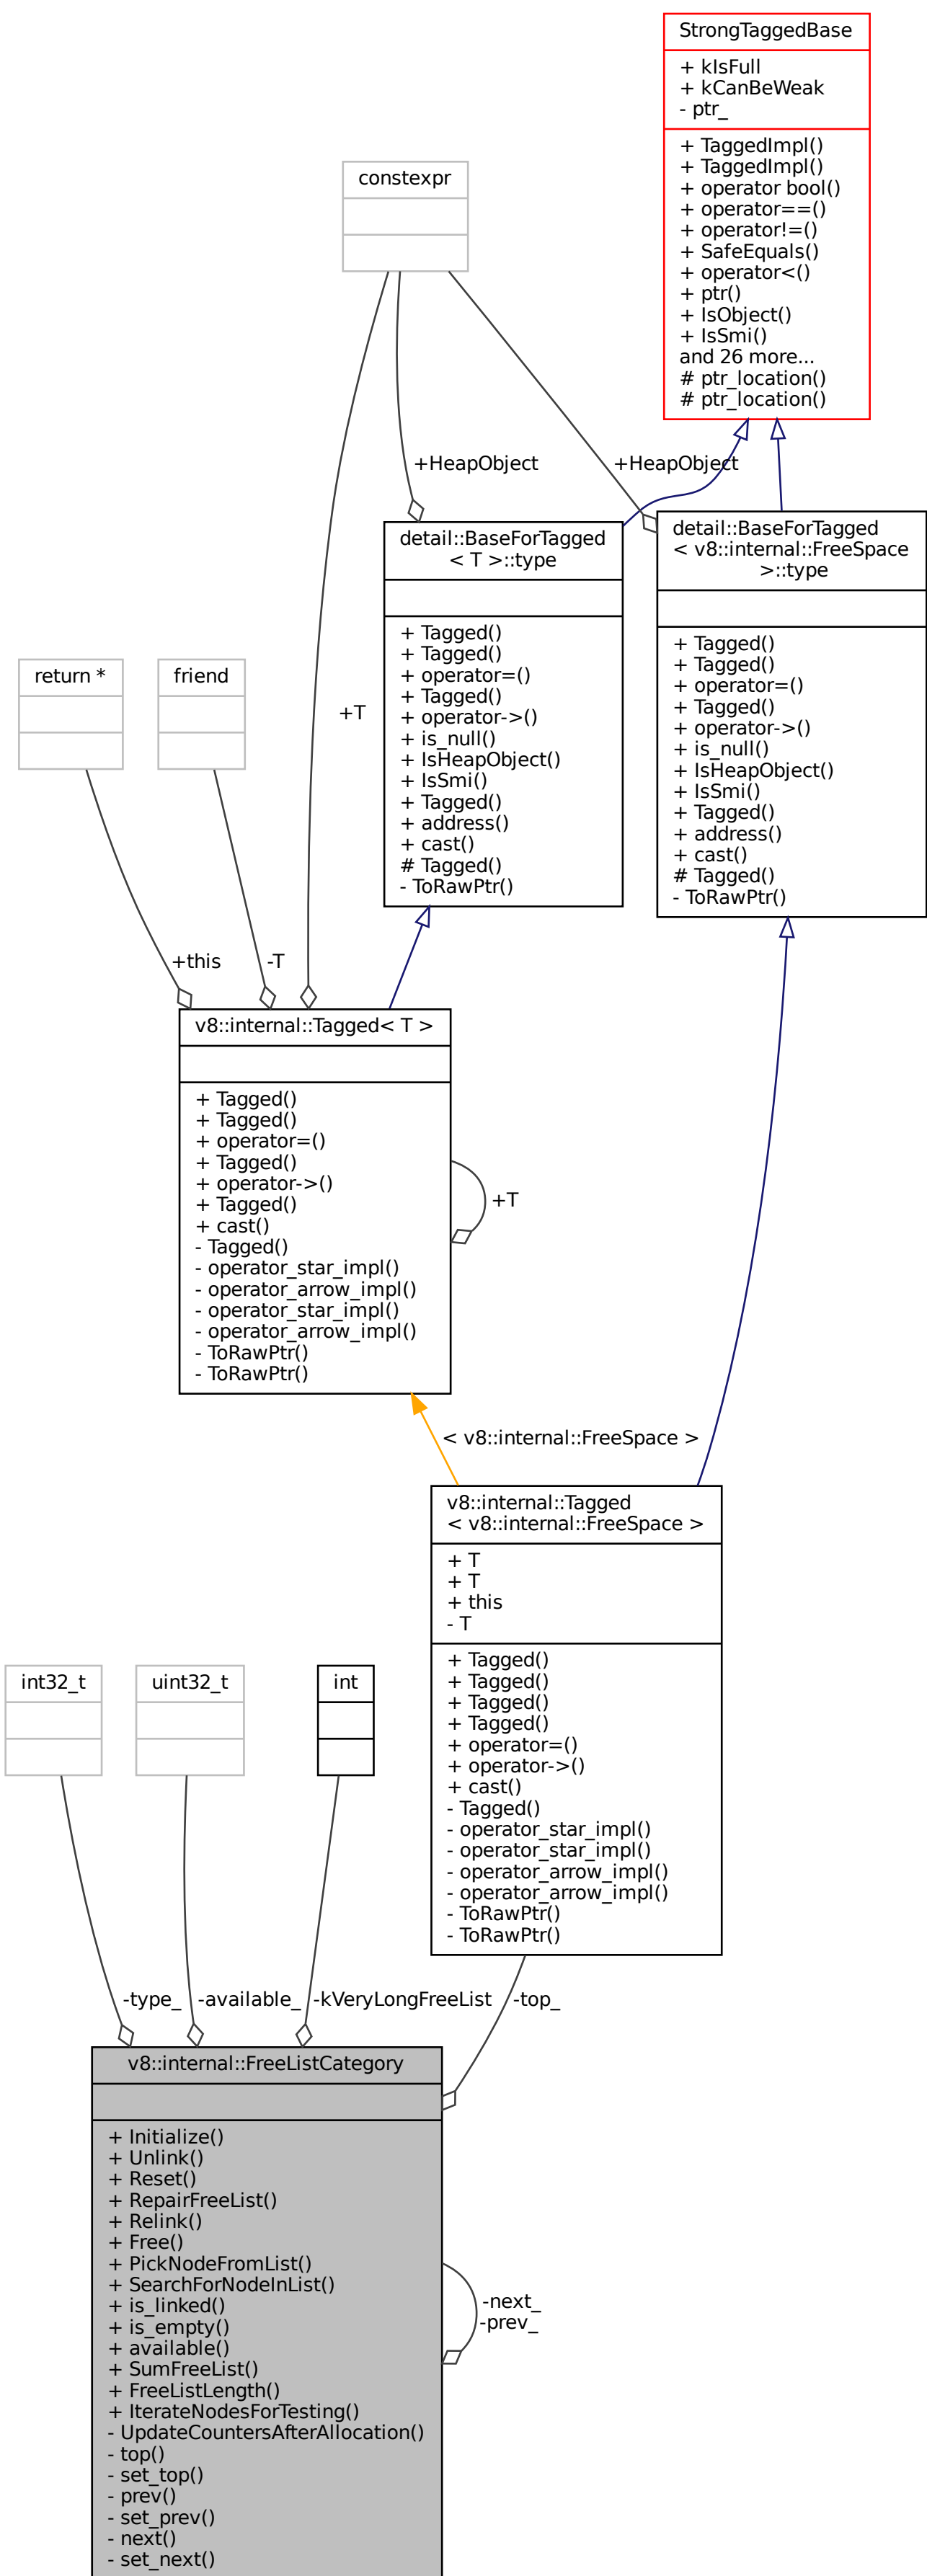 StrongTaggedBase
+ kIsFull
+ kCanBeWeak
- ptr_
+ TaggedImpl()
+ TaggedImpl()
+ operator bool()
+ operator==()
+ operator!=()
+ SafeEquals()
+ operator<()
+ ptr()
+ IsObject()
+ IsSmi()
and 26 more...
# ptr_location()
# ptr_location()
constexpr
+HeapObject
+HeapObject
detail::BaseForTagged
< T >::type
+ Tagged()
+ Tagged()
+ operator=()
+ Tagged()
+ operator->()
+ is_null()
+ IsHeapObject()
+ IsSmi()
+ Tagged()
+ address()
+ cast()
# Tagged()
- ToRawPtr()
detail::BaseForTagged
< v8::internal::FreeSpace
>::type
+ Tagged()
+ Tagged()
+ operator=()
+ Tagged()
+ operator->()
+ is_null()
+ IsHeapObject()
+ IsSmi()
+ Tagged()
+ address()
+ cast()
# Tagged()
- ToRawPtr()
return *
friend
+T
+this
-T
v8::internal::Tagged< T >
+ Tagged()
+ Tagged()
+ operator=()
+ Tagged()
+ operator->()
+ Tagged()
+ cast()
- Tagged()
- operator_star_impl()
- operator_arrow_impl()
- operator_star_impl()
- operator_arrow_impl()
- ToRawPtr()
- ToRawPtr()
+T
< v8::internal::FreeSpace >
v8::internal::Tagged
< v8::internal::FreeSpace >
+ T
+ T
+ this
- T
+ Tagged()
+ Tagged()
+ Tagged()
+ Tagged()
+ operator=()
+ operator->()
+ cast()
- Tagged()
- operator_star_impl()
- operator_star_impl()
- operator_arrow_impl()
- operator_arrow_impl()
- ToRawPtr()
- ToRawPtr()
int32_t
uint32_t
int
-type_
-available_
-kVeryLongFreeList
-top_
v8::internal::FreeListCategory
+ Initialize()
+ Unlink()
+ Reset()
+ RepairFreeList()
+ Relink()
+ Free()
+ PickNodeFromList()
+ SearchForNodeInList()
+ is_linked()
+ is_empty()
+ available()
+ SumFreeList()
+ FreeListLength()
+ IterateNodesForTesting()
- UpdateCountersAfterAllocation()
- top()
- set_top()
- prev()
- set_prev()
- next()
- set_next()
-next_
-prev_